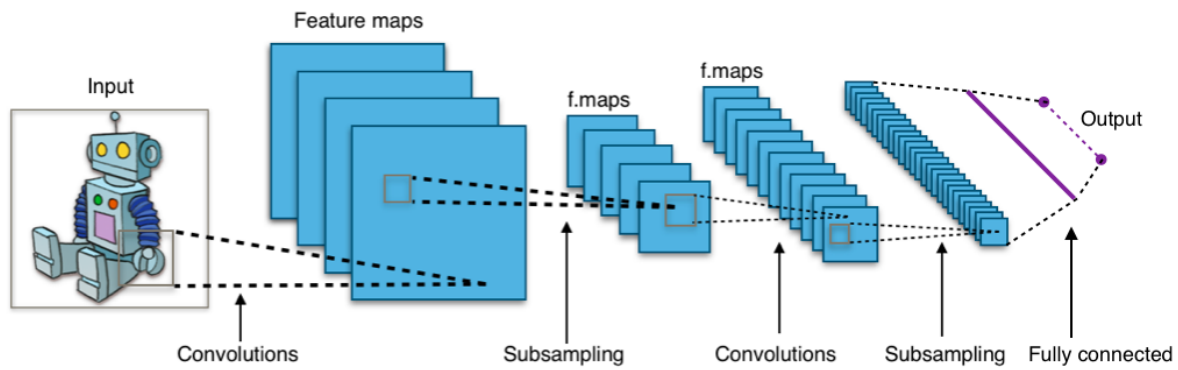 Input
Feature maps
f.maps
f.maps
Output
Convolutions
Subsampling
Convolutions
Subsampling
Fully connected